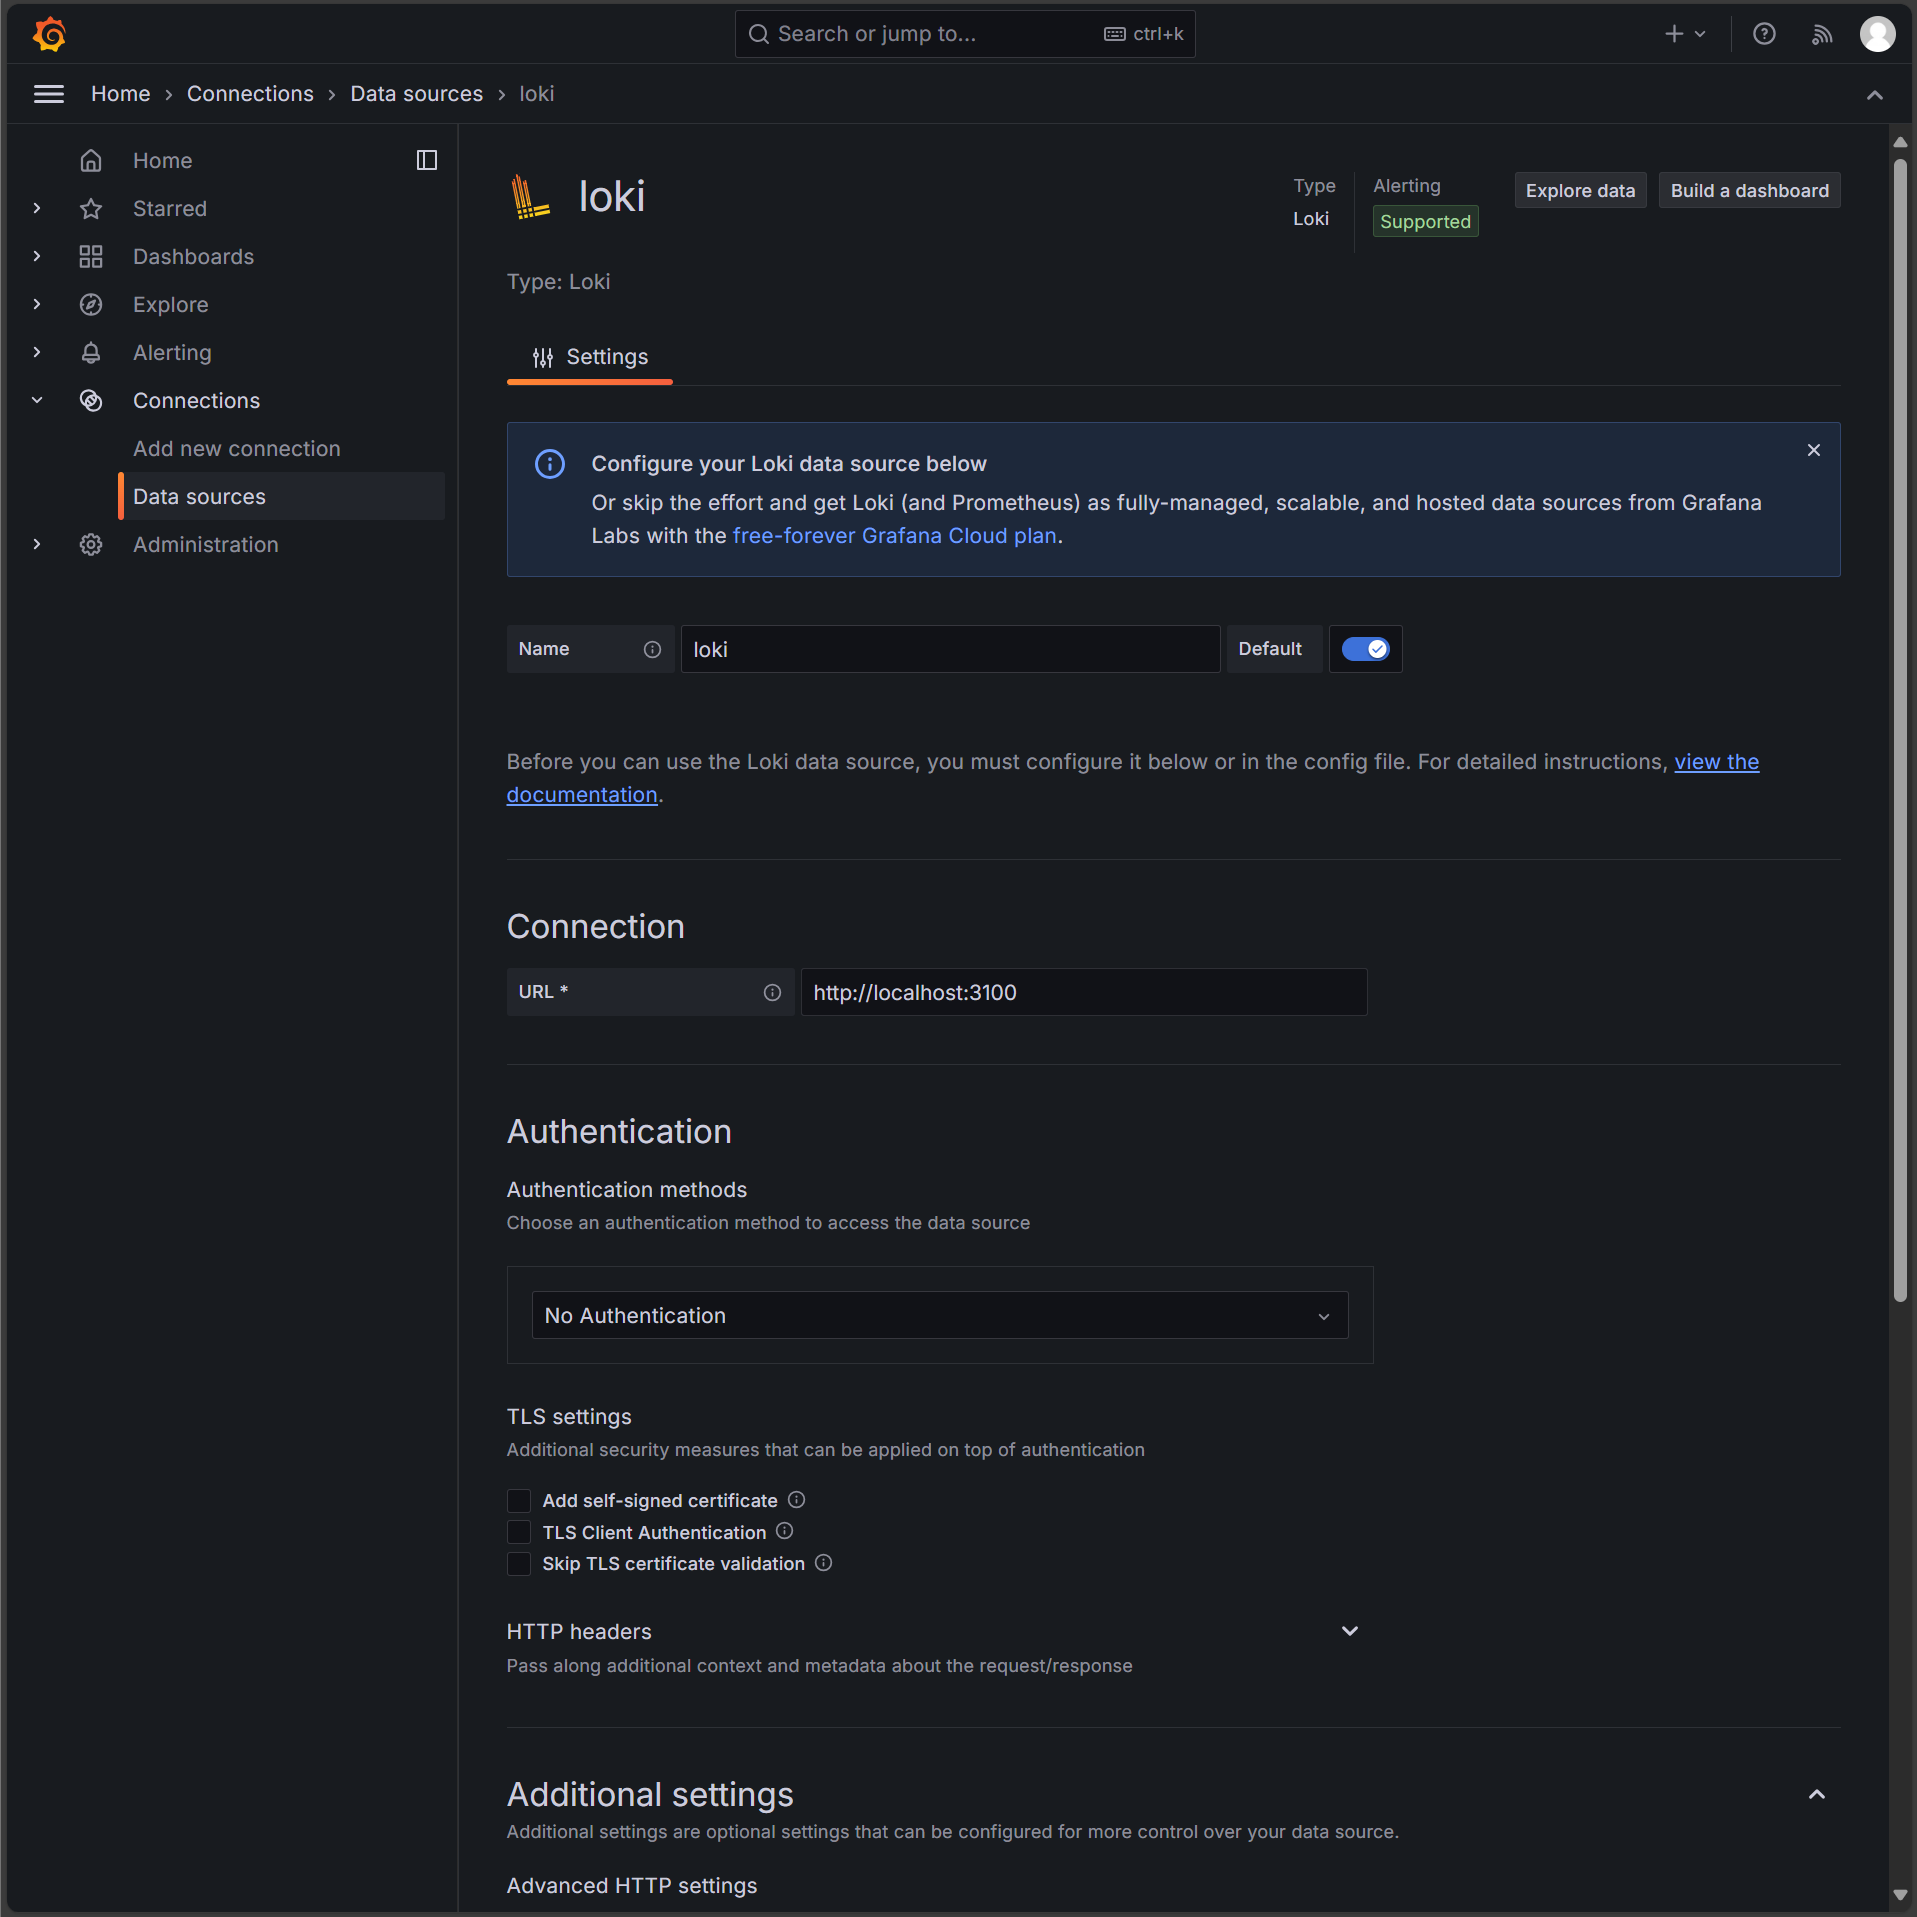 Search or jump to...
ctrl+k
Home
Connections
Data sources
loki
Home
Starred
Dashboards
Explore
Alerting
Connections
Add new connection
Data sources
Administration
loki
Type
Loki
Alerting
Supported
Explore data
Build a dashboard
Type: Loki
Settings
Configure your Loki data source below
Or skip the effort and get Loki (and Prometheus) as fully-managed, scalable, and hosted data sources from Grafana
Labs with the free-forever Grafana Cloud plan.
Name
loki
Default
Before you can use the Loki data source, you must configure it below or in the config file. For detailed instructions, view the
documentation.
Connection
URL *
http://localhost:3100
Authentication
Authentication methods
Choose an authentication method to access the data source
No Authentication
TLS settings
Additional security measures that can be applied on top of authentication
Add self-signed certificate
TLS Client Authentication
Skip TLS certificate validation
HTTP headers
Pass along additional context and metadata about the request/response
Additional settings
Additional settings are optional settings that can be configured for more control over your data source.
Advanced HTTP settings